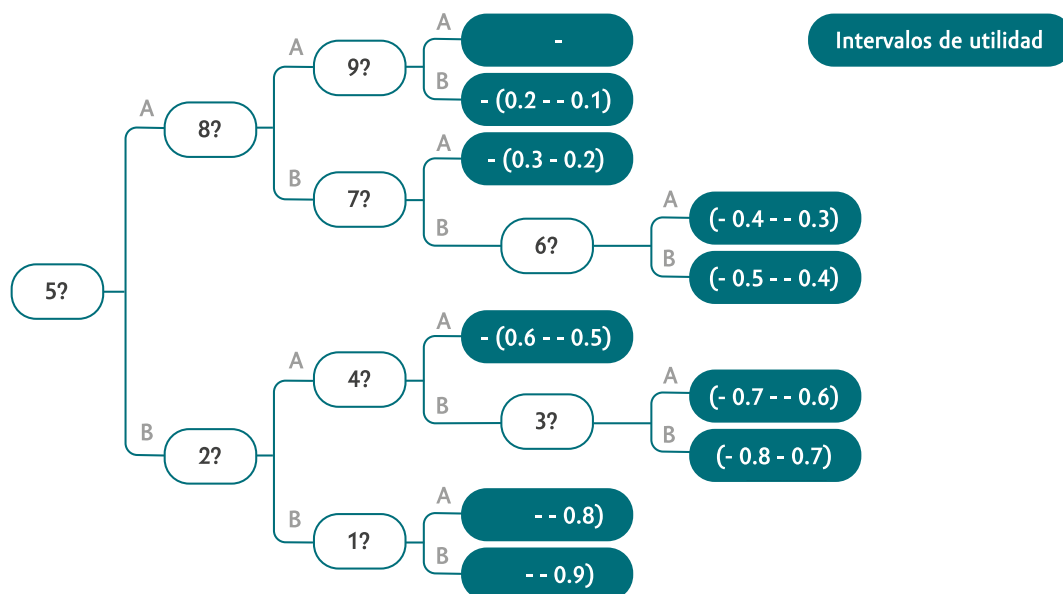 Intervalos de utilidad
A
-
A
9?
B
- (0.2 - - 0.1)
A
8?
A
- (0.3 - 0.2)
B
7?
A
(- 0.4 - - 0.3)
B
6?
B
(- 0.5 - - 0.4)
5?
A
- (0.6 - - 0.5)
A
4?
A
(- 0.7 - - 0.6)
B
3?
B
(- 0.8 - 0.7)
B
2?
A
- - 0.8)
B
1?
B
- - 0.9)